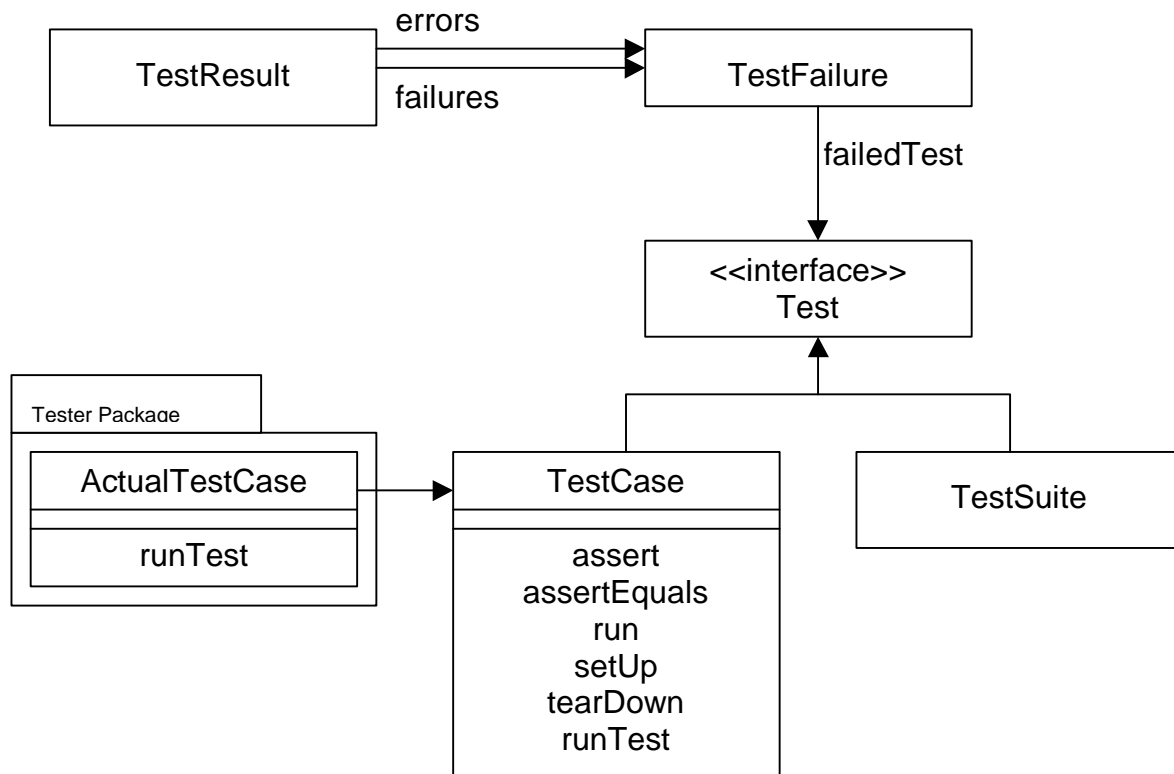 errors
TestResult
TestFailure
failures
failedTest
<<interface>>
Test
Tester Package
ActualTestCase
TestCase
TestSuite
runTest
assert
assertEquals
run
setUp
tearDown
runTest